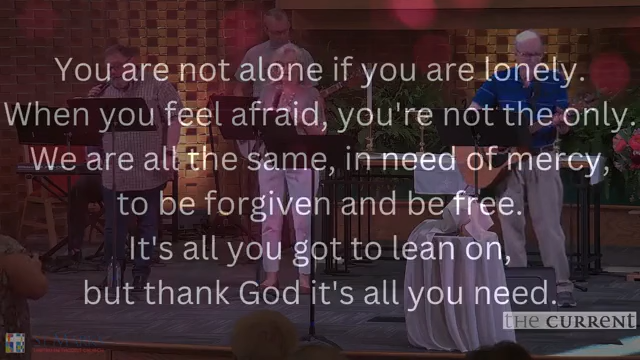 You are not alone if you are lonely.
When you feel afraid, you're not the only.
We are all the same, in need of mercy,
to be forgiven and be free.
It's all you got to lean on,
but thank God it's all you need.
the current